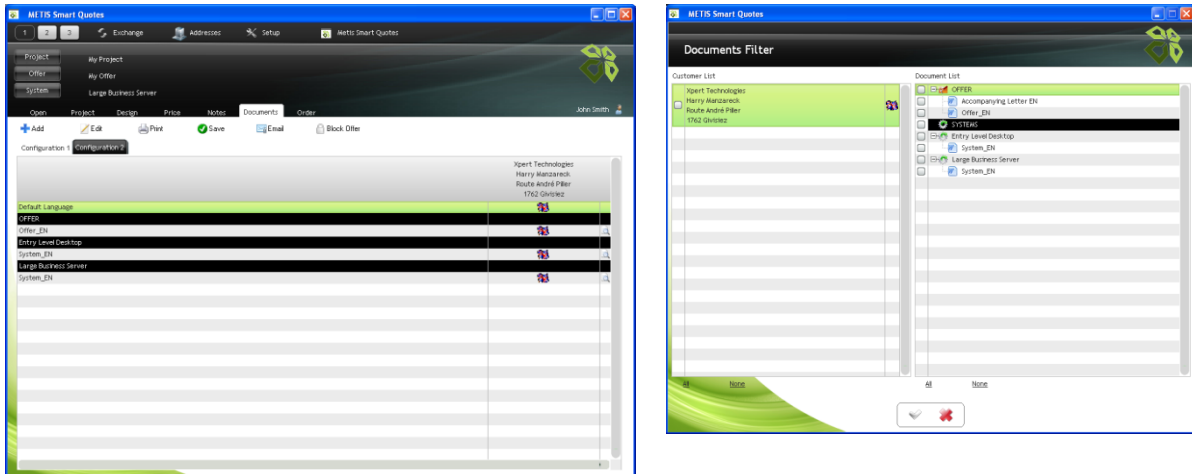 METIS Smart Quotes
1 2 3 Exchange Addresses Setup Metis Smart Quotes
Project My Project
Offer My Offer
System Large Business Server
John Smith
Open Project Design Price Notes Documents Order
Add Edit Print Save Email Block Offer
Configuration 1 Configuration 2
Xpert Technologies
Harry Manzareck
Route André Piller
1762 Givisiez
Default Language
OFFER
Offer_EN
Entry Level Desktop
System_EN
Large Business Server
System_EN
METIS Smart Quotes
Documents Filter
Customer List
Xpert Technologies
Harry Manzareck
Route André Piller
1762 Givisiez
All None
Document List
OFFER
Accompanying Letter EN
Offer_EN
SYSTEMS
Entry Level Desktop
System_EN
Large Business Server
System_EN
All None